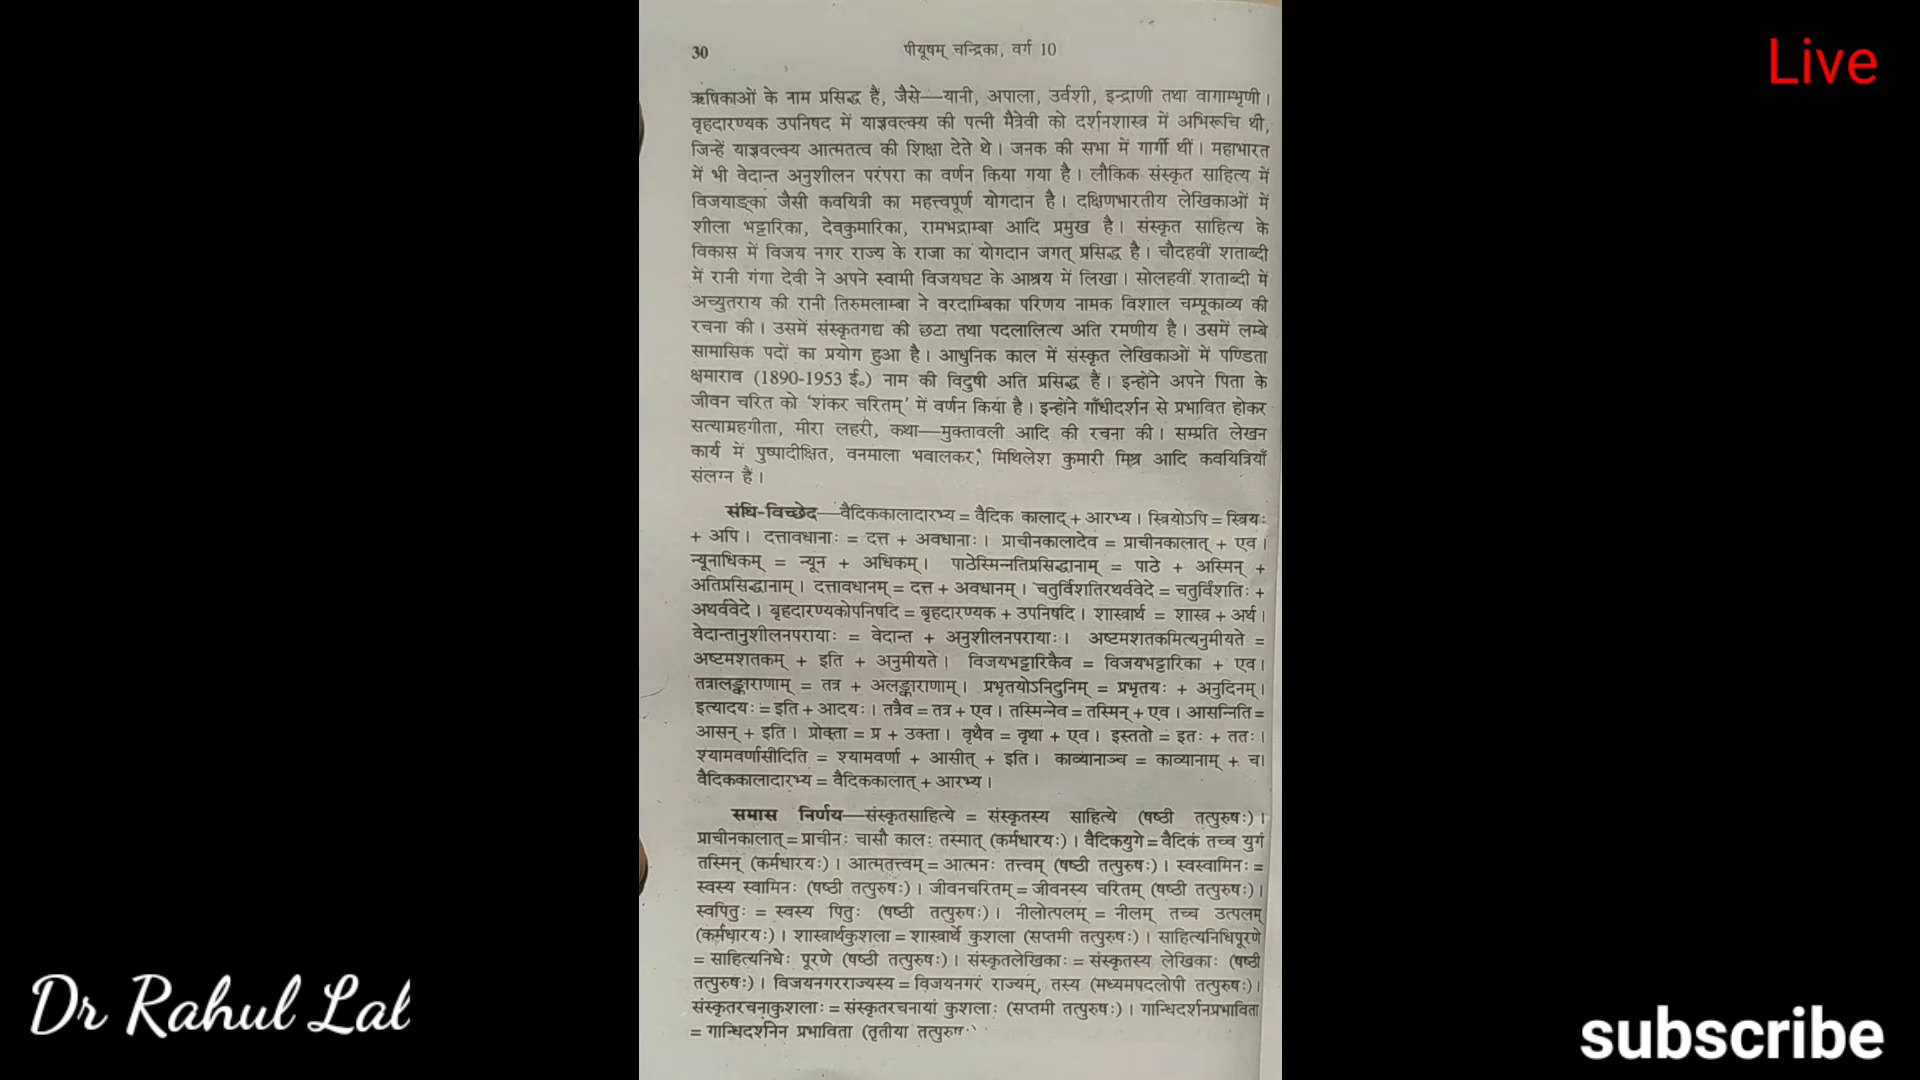 30
पीयूषम् चन्द्रिका, वर्ग 10
Live
ऋषिकाओं के नाम प्रसिद्ध हैं, जैसे—यानी, अपाला, उर्वशी, इन्द्राणी तथा वागाम्भृणी।
वृहदारण्यक उपनिषद में याज्ञवल्क्य की पत्नी मैत्रेवी को दर्शनशास्त्र में अभिरूचि थी,
जिन्हें याज्ञवल्क्य आत्मतत्व की शिक्षा देते थे। जनक की सभा में गार्गी थीं। महाभारत
में भी वेदान्त अनुशीलन परंपरा का वर्णन किया गया है। लौकिक संस्कृत साहित्य में
विजयाङ्का जैसी कवयित्री का महत्त्वपूर्ण योगदान है। दक्षिणभारतीय लेखिकाओं में
शीला भट्टारिका, देवकुमारिका, रामभद्राम्बा आदि प्रमुख है। संस्कृत साहित्य के
विकास में विजय नगर राज्य के राजा का योगदान जगत् प्रसिद्ध है। चौदहवीं शताब्दी
में रानी गंगा देवी ने अपने स्वामी विजयघट के आश्रय में लिखा। सोलहवीं शताब्दी में
अच्युतराय की रानी तिरुमलाम्बा ने वरदाम्बिका परिणय नामक विशाल चम्पूकाव्य की
रचना की। उसमें संस्कृतगद्य की छटा तथा पदलालित्य अति रमणीय है। उसमें लम्बे
सामासिक पदों का प्रयोग हुआ है। आधुनिक काल में संस्कृत लेखिकाओं में पण्डिता
क्षमाराव (1890-1953 ई०) नाम की विदुषी अति प्रसिद्ध हैं। इन्होंने अपने पिता के
जीवन चरित को 'शंकर चरितम्' में वर्णन किया है। इन्होंने गाँधीदर्शन से प्रभावित होकर
सत्याग्रहगीता, मीरा लहरी, कथा—मुक्तावली आदि की रचना की। सम्प्रति लेखन
कार्य में पुष्पादीक्षित, वनमाला भवालकर, मिथिलेश कुमारी मिश्र आदि कवयित्रियाँ
संलग्न हैं।
संधि-विच्छेद—वैदिककालादारभ्य = वैदिक कालाद् + आरभ्य। स्त्रियोऽपि = स्त्रियः
+ अपि। दत्तावधानाः = दत्त + अवधानाः। प्राचीनकालादेव = प्राचीनकालात् + एव।
न्यूनाधिकम् = न्यून + अधिकम्। पाठेस्मिन्नतिप्रसिद्धानाम् = पाठे + अस्मिन् +
अतिप्रसिद्धानाम्। दत्तावधानम् = दत्त + अवधानम्। चतुर्विंशतिरथर्ववेदे = चतुर्विंशतिः +
अथर्ववेदे। बृहदारण्यकोपनिषदि = बृहदारण्यक + उपनिषदि। शास्त्रार्थ = शास्त्र + अर्थ।
वेदान्तानुशीलनपरायाः = वेदान्त + अनुशीलनपरायाः। अष्टमशतकमित्यनुमीयते =
अष्टमशतकम् + इति + अनुमीयते। विजयभट्टारिकैव = विजयभट्टारिका + एव।
तत्रालङ्काराणाम् = तत्र + अलङ्काराणाम्। प्रभृतयोऽनिदुनिम् = प्रभृतयः + अनुदिनम्।
इत्यादयः = इति + आदयः। तत्रैव = तत्र + एव। तस्मिन्नेव = तस्मिन् + एव। आसन्निति =
आसन् + इति। प्रोक्ता = प्र + उक्ता। वृथैव = वृथा + एव। इस्ततो = इतः + ततः।
श्यामवर्णासीदिति = श्यामवर्णा + आसीत् + इति। काव्यानाञ्च = काव्यानाम् + च।
वैदिककालादारभ्य = वैदिककालात् + आरभ्य।
समास निर्णय—संस्कृतसाहित्ये = संस्कृतस्य साहित्ये (षष्ठी तत्पुरुषः)।
प्राचीनकालात् = प्राचीनः चासौ कालः तस्मात् (कर्मधारयः)। वैदिकयुगे = वैदिकं तच्च युगं
तस्मिन् (कर्मधारयः)। आत्मतत्त्वम् = आत्मनः तत्त्वम् (षष्ठी तत्पुरुषः)। स्वस्वामिनः =
स्वस्य स्वामिनः (षष्ठी तत्पुरुषः)। जीवनचरितम् = जीवनस्य चरितम् (षष्ठी तत्पुरुषः)।
स्वपितुः = स्वस्य पितुः (षष्ठी तत्पुरुषः)। नीलोत्पलम् = नीलम् तच्च उत्पलम्
(कर्मधारयः)। शास्त्रार्थकुशला = शास्त्रार्थे कुशला (सप्तमी तत्पुरुषः)। साहित्यनिधिपूरणे
= साहित्यनिधेः पूरणे (षष्ठी तत्पुरुषः)। संस्कृतलेखिकाः = संस्कृतस्य लेखिकाः (षष्ठी
तत्पुरुषः)। विजयनगरराज्यस्य = विजयनगरं राज्यम्, तस्य (मध्यमपदलोपी तत्पुरुषः)।
संस्कृतरचनाकुशलाः = संस्कृतरचनायां कुशलाः (सप्तमी तत्पुरुषः)। गान्धिदर्शनप्रभाविता
= गान्धिदर्शनेन प्रभाविता (तृतीया
Dr Rahul Lal
subscribe